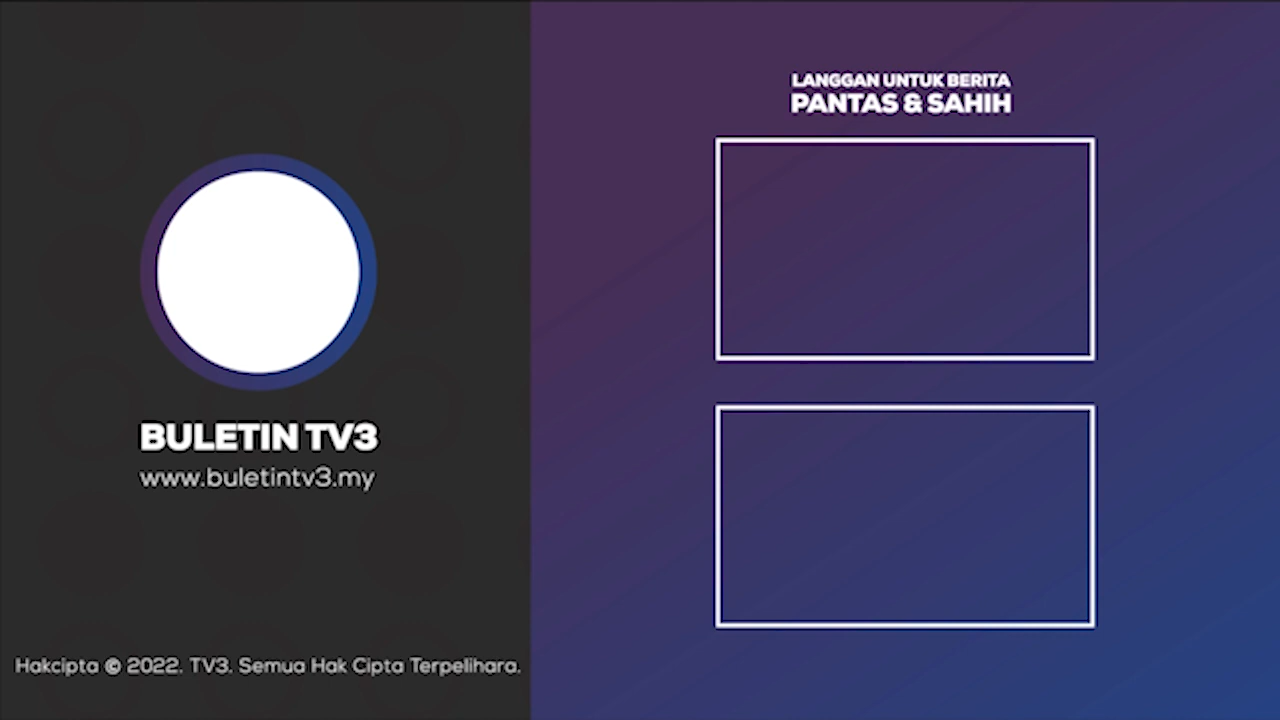 LANGGAN UNTUK BERITA
PANTAS & SAHIH
BULETIN TV3
www.buletintv3.my
Hakcipta © 2022. TV3. Semua Hak Cipta Terpelihara.